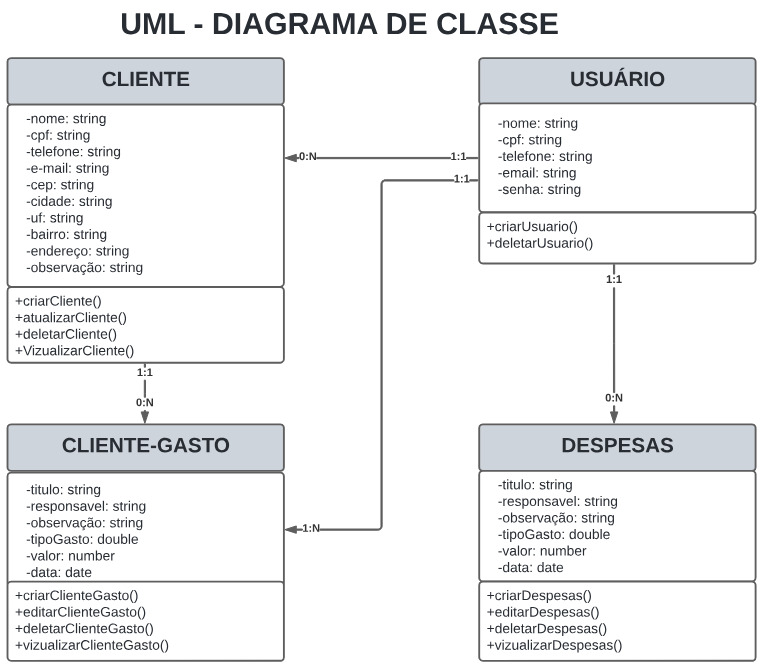 UML - DIAGRAMA DE CLASSE
CLIENTE
-nome: string
-cpf: string
-telefone: string
-e-mail: string
-cep: string
-cidade: string
-uf: string
-bairro: string
-endereço: string
-observação: string
+criarCliente()
+atualizarCliente()
+deletarCliente()
+VizualizarCliente()
USUÁRIO
-nome: string
-cpf: string
-telefone: string
-email: string
-senha: string
+criarUsuario()
+deletarUsuario()
0:N
1:1
1:1
1:1
0:N
1:1
0:N
CLIENTE-GASTO
-titulo: string
-responsavel: string
-observação: string
-tipoGasto: double
-valor: number
-data: date
+criarClienteGasto()
+editarClienteGasto()
+deletarClienteGasto()
+vizualizarClienteGasto()
1:N
DESPESAS
-titulo: string
-responsavel: string
-observação: string
-tipoGasto: double
-valor: number
-data: date
+criarDespesas()
+editarDespesas()
+deletarDespesas()
+vizualizarDespesas()